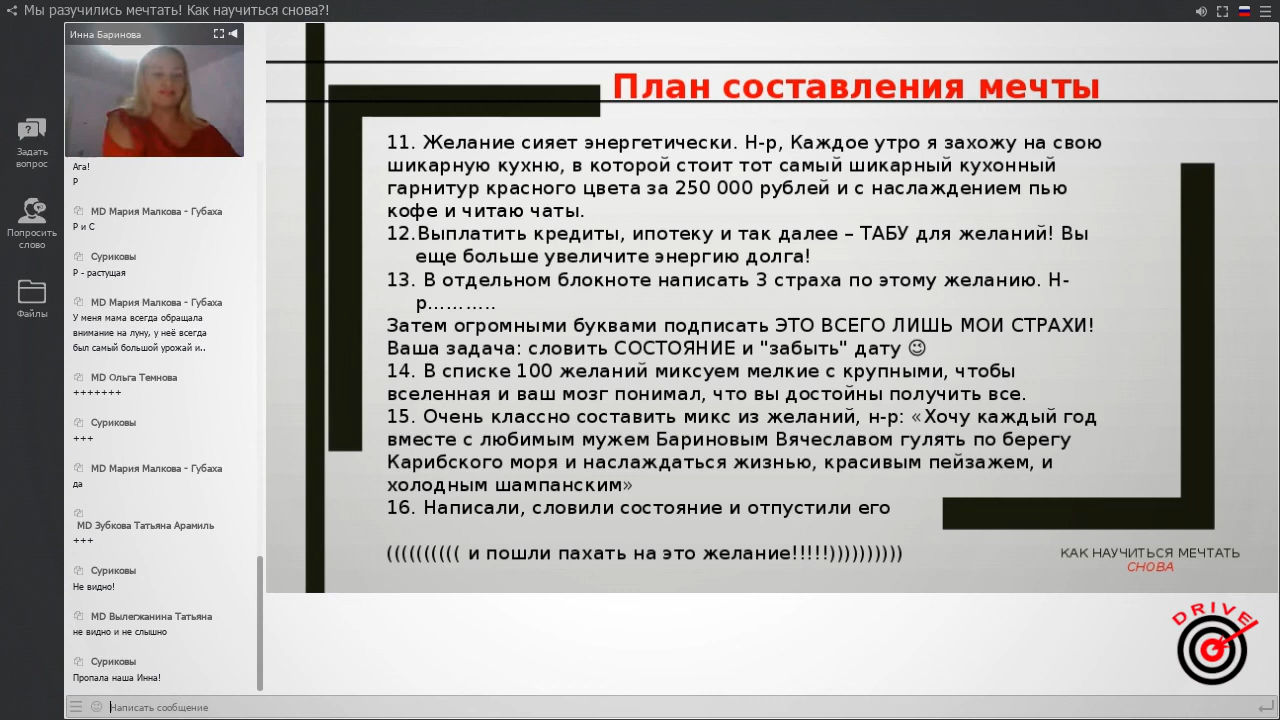 Мы разучились мечтать! Как научиться снова?!
Инна Баринова
Задать
вопрос
Попросить
слово
Файлы
Ага!
Р
MD Мария Малкова - Губаха
Р и С
Суриковы
Р - растущая
MD Мария Малкова - Губаха
У меня мама всегда обращала
внимание на луну, у неё всегда
был самый большой урожай и..
MD Ольга Темнова
+++++++
Суриковы
+++
MD Мария Малкова - Губаха
да
MD Зубкова Татьяна Арамиль
+++
Суриковы
Не видно!
MD Вылегжанина Татьяна
не видно и не слышно
Суриковы
Пропала наша Инна!
Написать сообщение
План составления мечты
11. Желание сияет энергетически. Н-р, Каждое утро я захожу на свою
шикарную кухню, в которой стоит тот самый шикарный кухонный
гарнитур красного цвета за 250 000 рублей и с наслаждением пью
кофе и читаю чаты.
12.Выплатить кредиты, ипотеку и так далее – ТАБУ для желаний! Вы
еще больше увеличите энергию долга!
13. В отдельном блокноте написать 3 страха по этому желанию. Н-
р...........
Затем огромными буквами подписать ЭТО ВСЕГО ЛИШЬ МОИ СТРАХИ!
Ваша задача: словить СОСТОЯНИЕ и "забыть" дату ☺
14. В списке 100 желаний миксуем мелкие с крупными, чтобы
вселенная и ваш мозг понимал, что вы достойны получить все.
15. Очень классно составить микс из желаний, н-р: «Хочу каждый год
вместе с любимым мужем Бариновым Вячеславом гулять по берегу
Карибского моря и наслаждаться жизнью, красивым пейзажем, и
холодным шампанским»
16. Написали, словили состояние и отпустили его
(((((((((( и пошли пахать на это желание!!!!!))))))))))
КАК НАУЧИТЬСЯ МЕЧТАТЬ
СНОВА
DRIVE